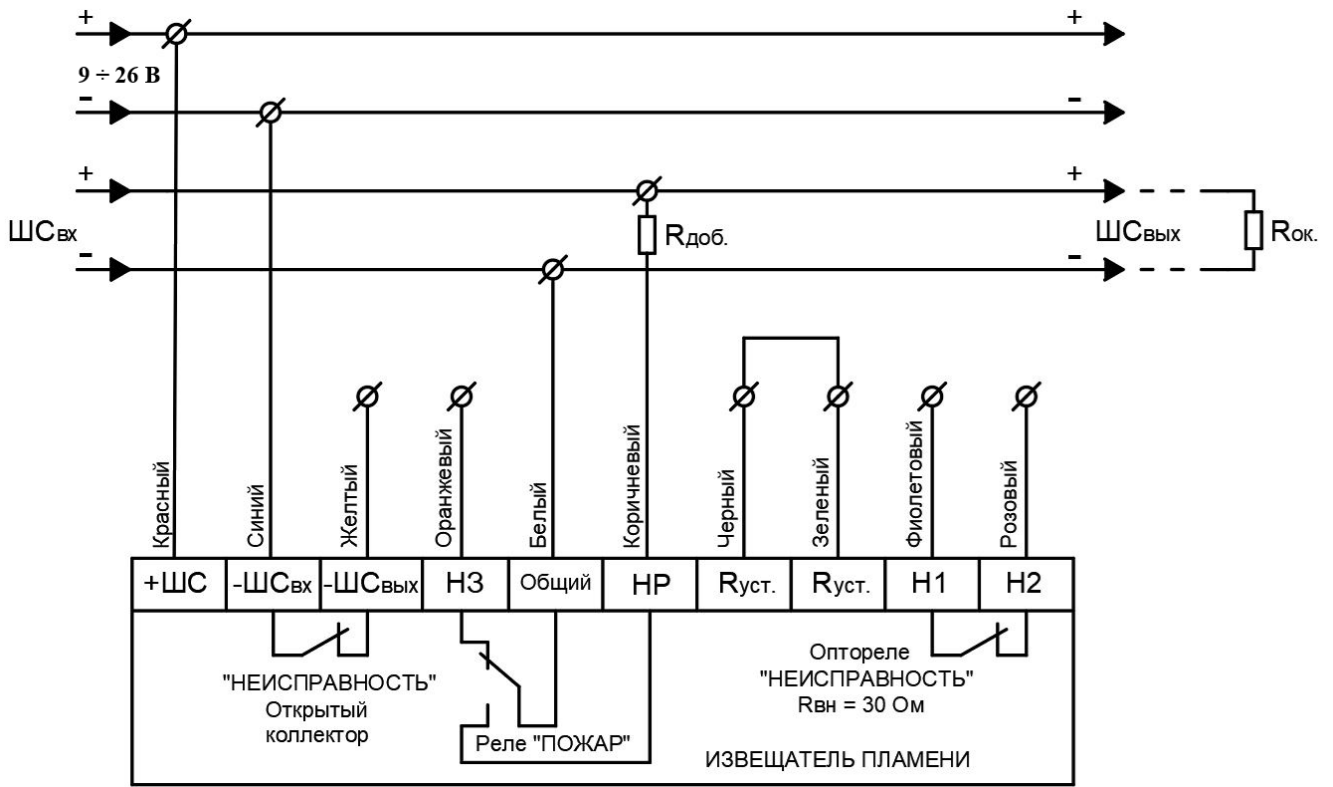 + +
9 ÷ 26 В
- -
+ +
ШСвх Rдоб. ШСвых Rок.
- -
Красный Синий Желтый Оранжевый Белый Коричневый Черный Зеленый Фиолетовый Розовый
+ШС -ШСвх -ШСвых НЗ Общий НР Rуст. Rуст. Н1 Н2
"НЕИСПРАВНОСТЬ"
Открытый
коллектор
Реле "ПОЖАР"
Оптореле
"НЕИСПРАВНОСТЬ"
Rвн = 30 Ом
ИЗВЕЩАТЕЛЬ ПЛАМЕНИ